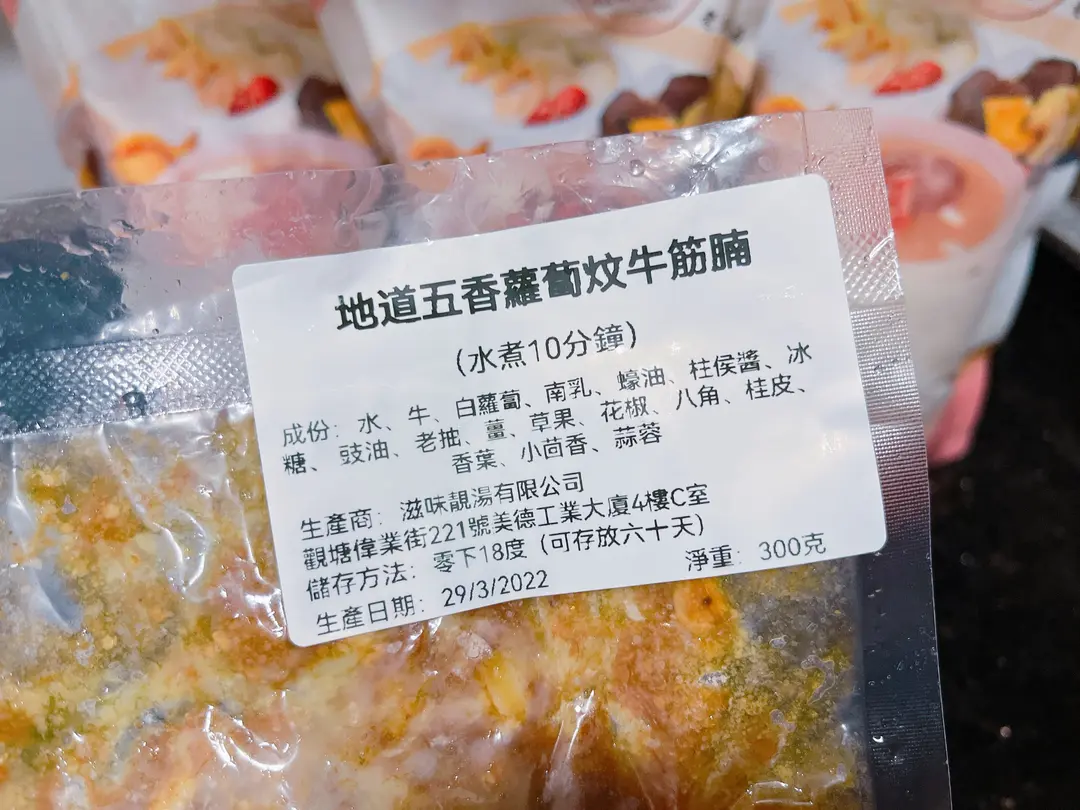 地道五香蘿蔔炆牛筋腩
(水煮10分鐘)
成份: 水、牛、白蘿蔔、南乳、蠔油、柱侯醬、冰
糖、豉油、老抽、薑、草果、花椒、八角、桂皮、
香葉、小茴香、蒜蓉
生產商: 滋味靚湯有限公司
觀塘偉業街221號美德工業大廈4樓C室
儲存方法: 零下18度 (可存放六十天)
生產日期: 29/3/2022
淨重: 300克